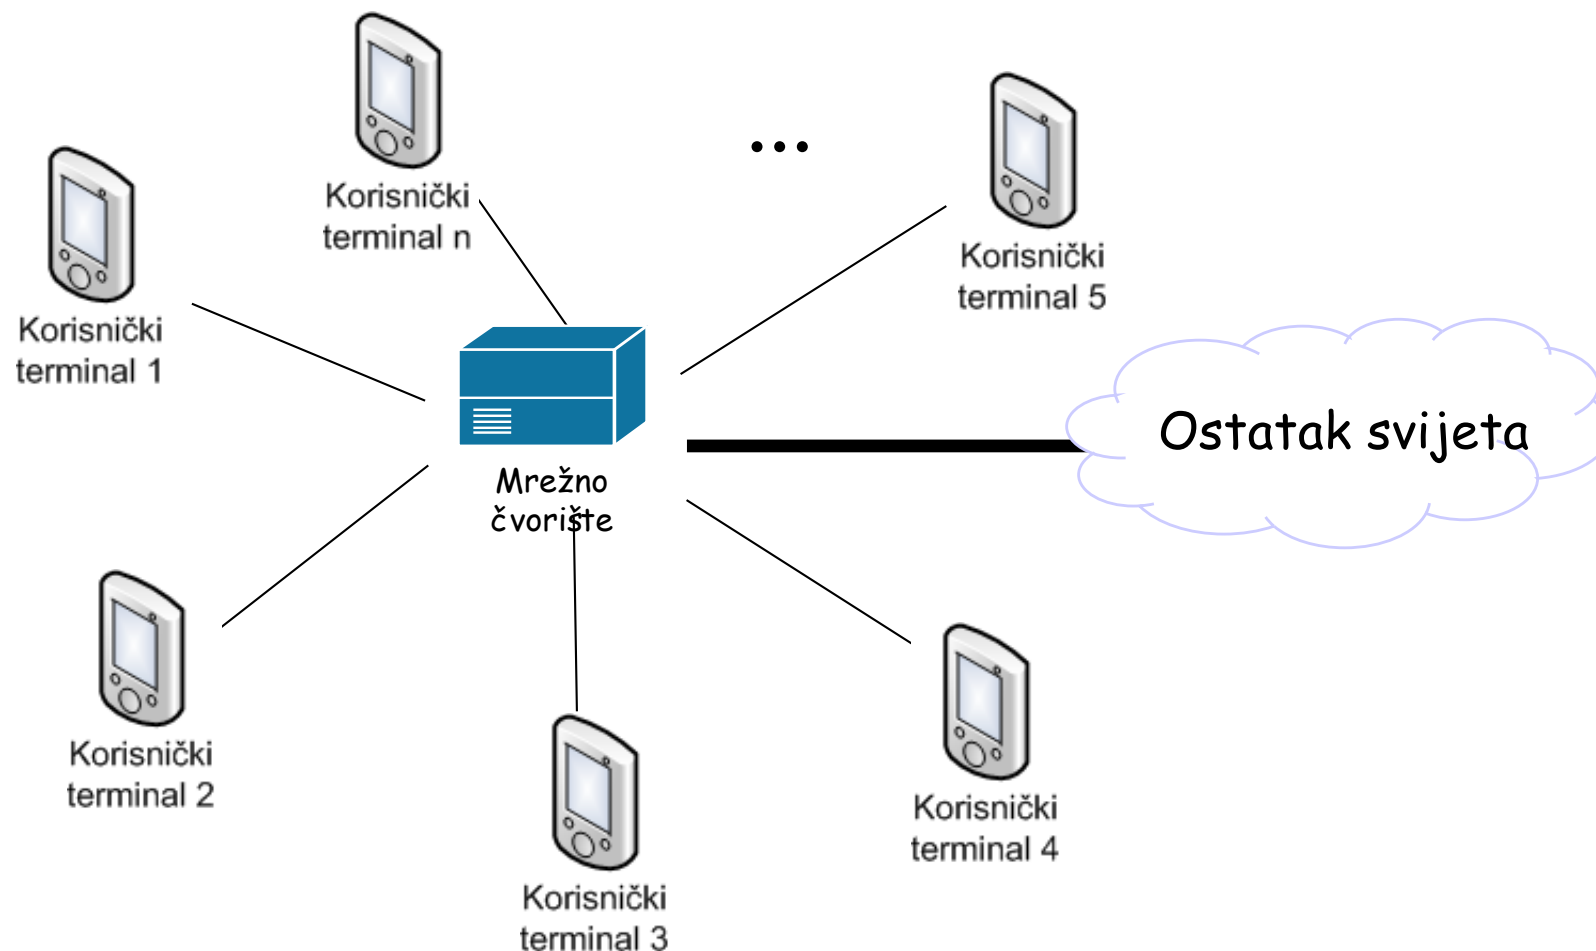 Korisnički
terminal n
...
Korisnički
terminal 5
Korisnički
terminal 1
Ostatak svijeta
Mrežno
čvorište
Korisnički
terminal 2
Korisnički
terminal 4
Korisnički
terminal 3